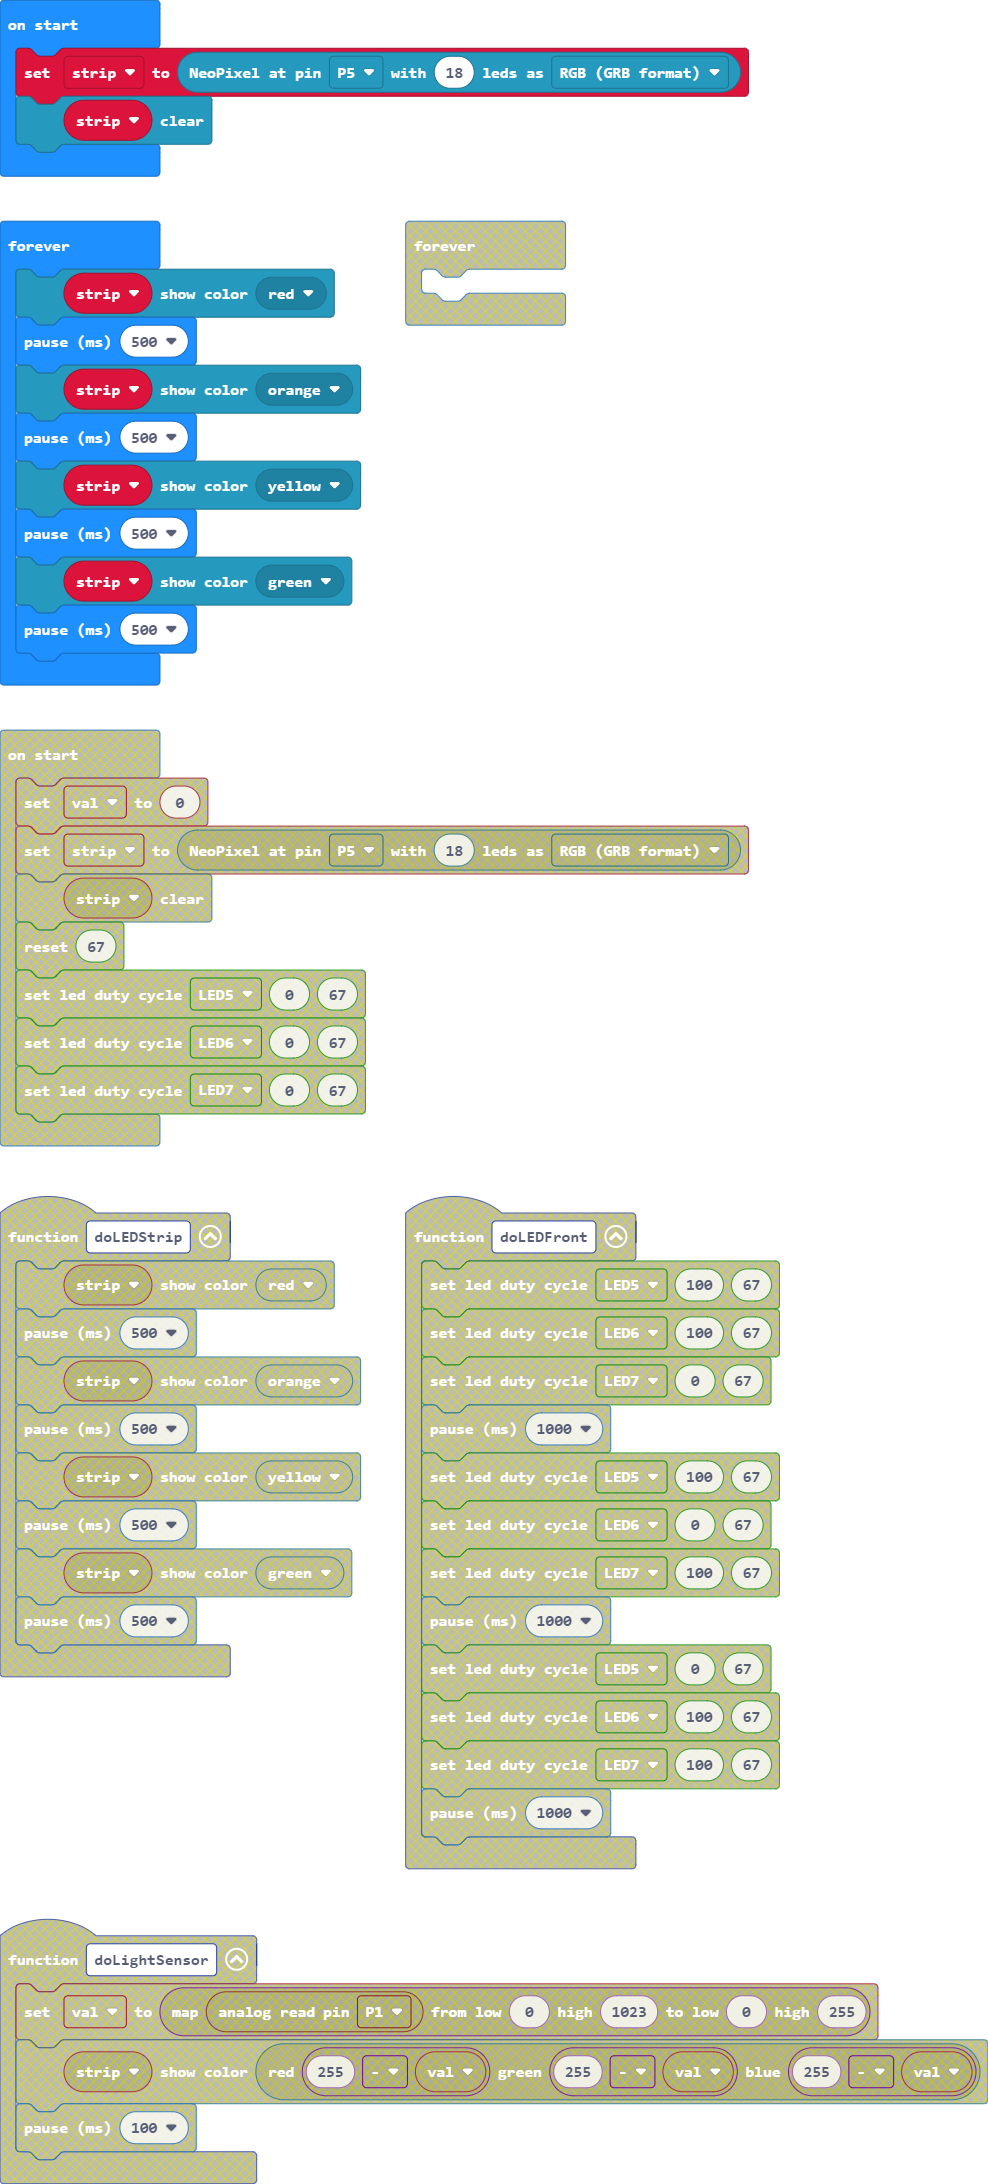 on start
set strip to NeoPixel at pin P5 with 18 leds as RGB (GRB format)
strip clear
forever
strip show color red
pause (ms) 500
strip show color orange
pause (ms) 500
strip show color yellow
pause (ms) 500
strip show color green
pause (ms) 500
forever
on start
set val to 0
set strip to NeoPixel at pin P5 with 18 leds as RGB (GRB format)
strip clear
reset 67
set led duty cycle LED5 0 67
set led duty cycle LED6 0 67
set led duty cycle LED7 0 67
function doLEDStrip
strip show color red
pause (ms) 500
strip show color orange
pause (ms) 500
strip show color yellow
pause (ms) 500
strip show color green
pause (ms) 500
function doLEDFront
set led duty cycle LED5 100 67
set led duty cycle LED6 100 67
set led duty cycle LED7 0 67
pause (ms) 1000
set led duty cycle LED5 100 67
set led duty cycle LED6 0 67
set led duty cycle LED7 100 67
pause (ms) 1000
set led duty cycle LED5 0 67
set led duty cycle LED6 100 67
set led duty cycle LED7 100 67
pause (ms) 1000
function doLightSensor
set val to map analog read pin P1 from low 0 high 1023 to low 0 high 255
strip show color red 255 - val green 255 - val blue 255 - val
pause (ms) 100